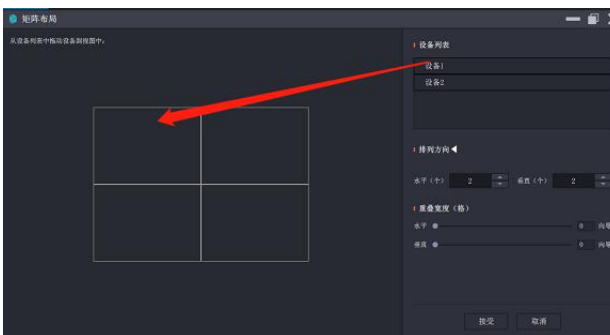 矩阵布局
从设备列表中拖动设备到视图中。
设备列表
设备1
设备2
排列方向
水平（个） 2 垂直（个） 2
重叠宽度（格）
水平 0
垂直 0
接受 取消